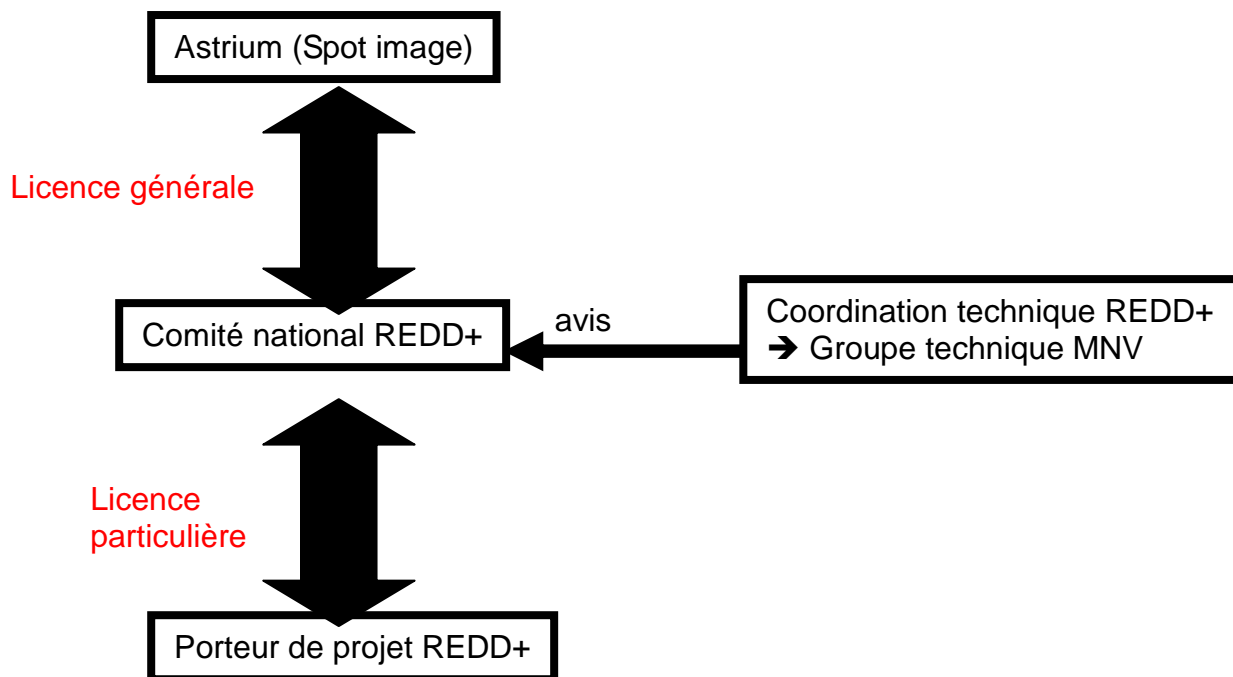 Astrium (Spot image)
Licence générale
Comité national REDD+
avis
Coordination technique REDD+
➔ Groupe technique MNV
Licence
particulière
Porteur de projet REDD+